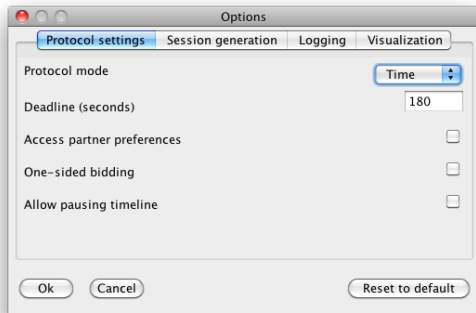 Options
Protocol settings Session generation Logging Visualization
Protocol mode Time
Deadline (seconds) 180
Access partner preferences
One-sided bidding
Allow pausing timeline
Ok Cancel Reset to default